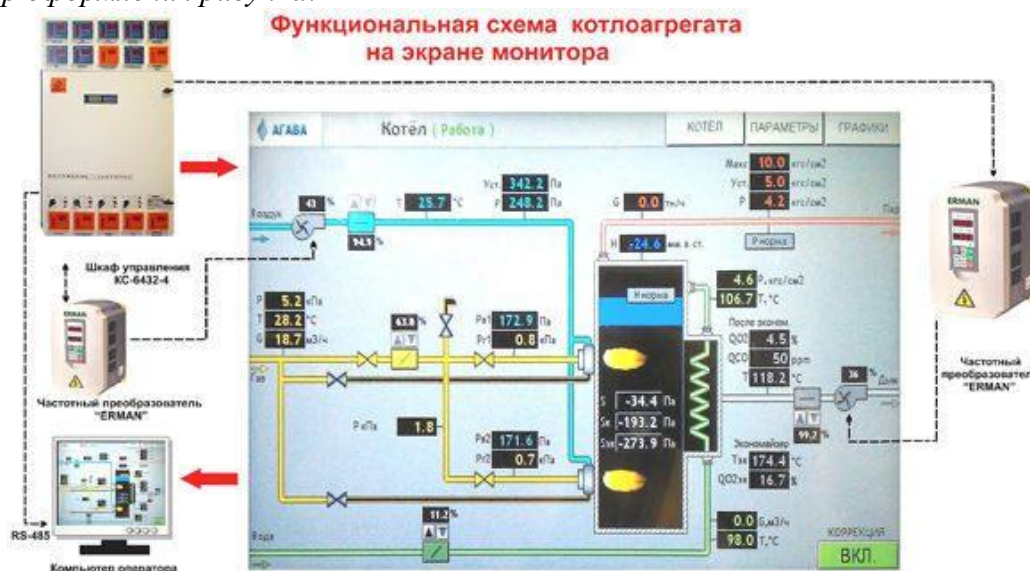 Функциональная схема котлоагрегата
на экране монитора
АГАВА
Котёл (Работа)
КОТЁЛ
ПАРАМЕТРЫ
ГРАФИКИ
Макс 10.0 кгс/см2
Уст. 342.2 Па
Уст. 5.0 кгс/см2
43 %
T 25.7 °C
P 248.2 Па
G 0.0 тн/ч
P 4.2 кгс/см2
ERMAN
Воздух
Пар
H -24.6 мм.в.ст.
P норма
Шкаф управления
КС-6432-4
H норма
4.6 P, кгс/см2
106.7 T,°C
P 5.2 кПа
T 28.2 °C
G 18.7 м3/ч
63.8 %
Рв1 172.9 Па
Рг1 0.8 кПа
После эконом.
QO2 4.5 %
QCO 50 ppm
T 118.2 °C
ERMAN
Газ
36 %
Дым
Частотный
преобразователь
"ERMAN"
Частотный преобразователь
"ERMAN"
S -34.4 Па
Sк -193.2 Па
Sэк -273.9 Па
99.2 %
P кПа 1.8
Рв2 171.6 Па
Рг2 0.7 кПа
Экономайзер
Тэк 174.4 °C
QO2эк 16.7 %
11.2 %
RS-485
Вода
0.0 G,м3/ч
98.0 T,°C
КОРРЕКЦИЯ
ВКЛ.
Компьютер оператора